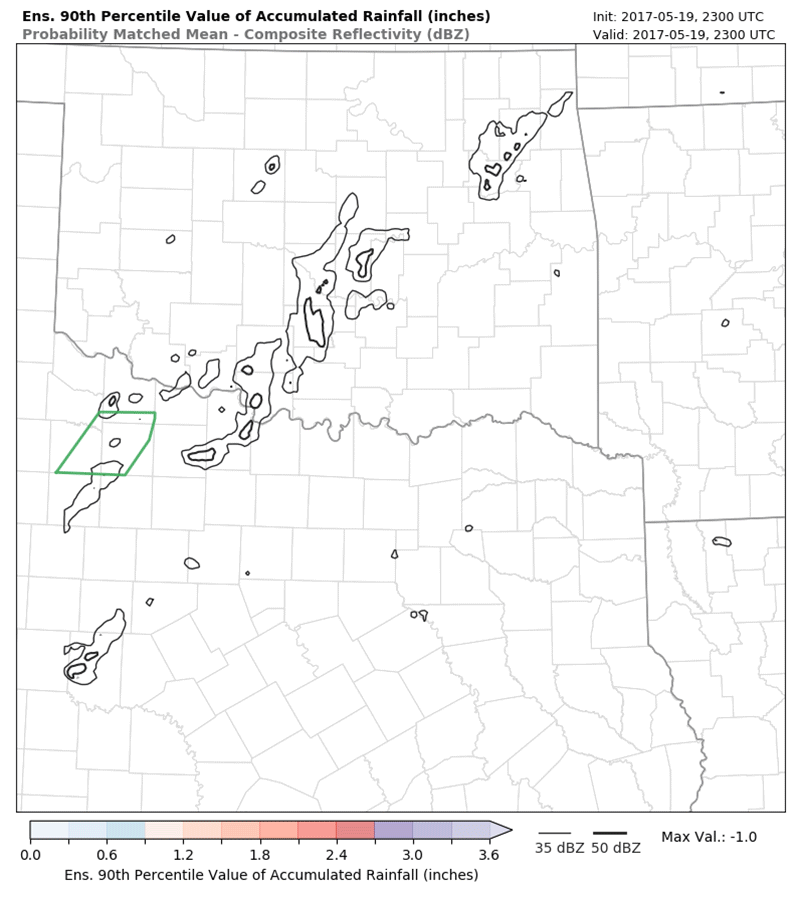 Ens. 90th Percentile Value of Accumulated Rainfall (inches)
Probability Matched Mean - Composite Reflectivity (dBZ)
Init: 2017-05-19, 2300 UTC
Valid: 2017-05-19, 2300 UTC
0.0 0.6 1.2 1.8 2.4 3.0 3.6
Ens. 90th Percentile Value of Accumulated Rainfall (inches)
35 dBZ 50 dBZ
Max Val.: -1.0